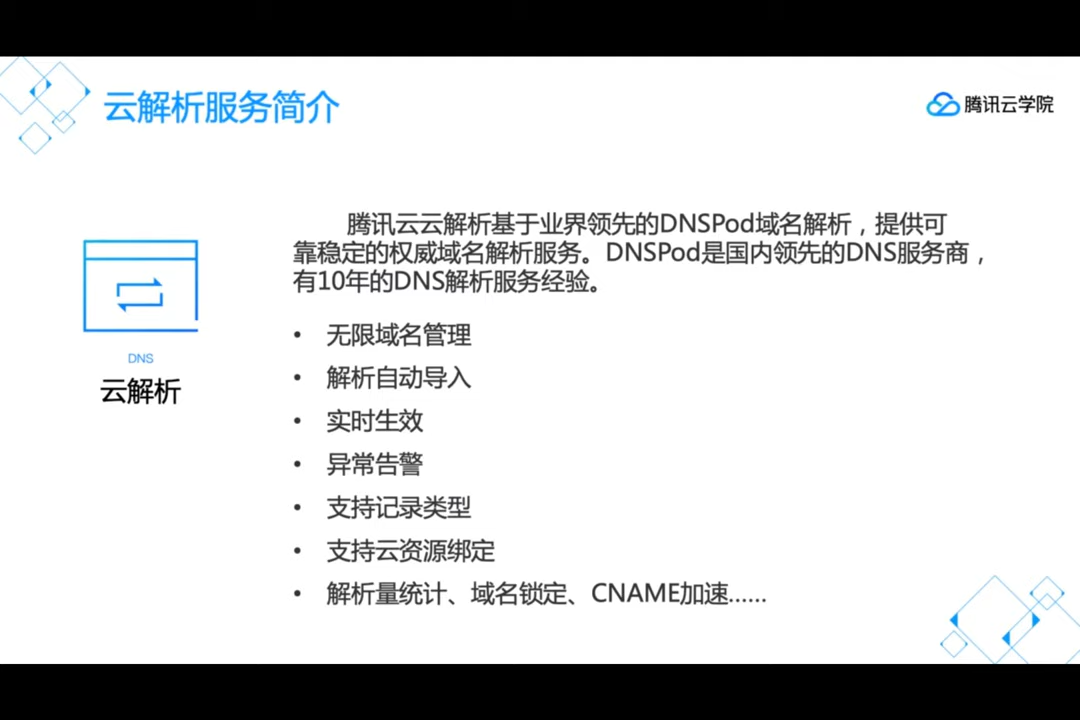 云解析服务简介
腾讯云学院
腾讯云云解析基于业界领先的DNSPod域名解析，提供可
靠稳定的权威域名解析服务。DNSPod是国内领先的DNS服务商，
有10年的DNS解析服务经验。
• 无限域名管理
• 解析自动导入
• 实时生效
• 异常告警
• 支持记录类型
• 支持云资源绑定
• 解析量统计、域名锁定、CNAME加速……
DNS
云解析